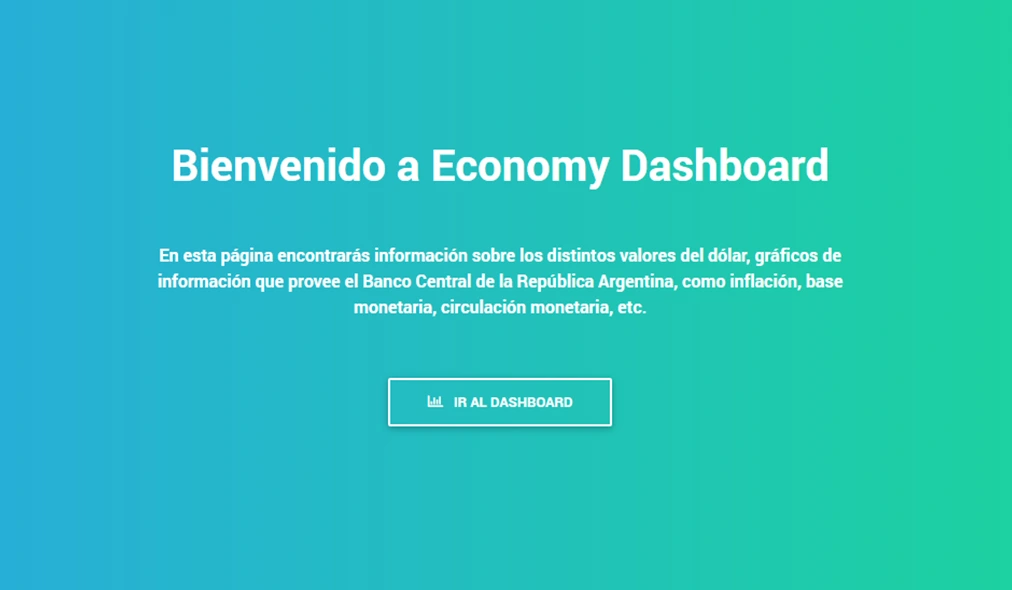 Bienvenido a Economy Dashboard
En esta página encontrarás información sobre los distintos valores del dólar, gráficos de
información que provee el Banco Central de la República Argentina, como inflación, base
monetaria, circulación monetaria, etc.
IR AL DASHBOARD